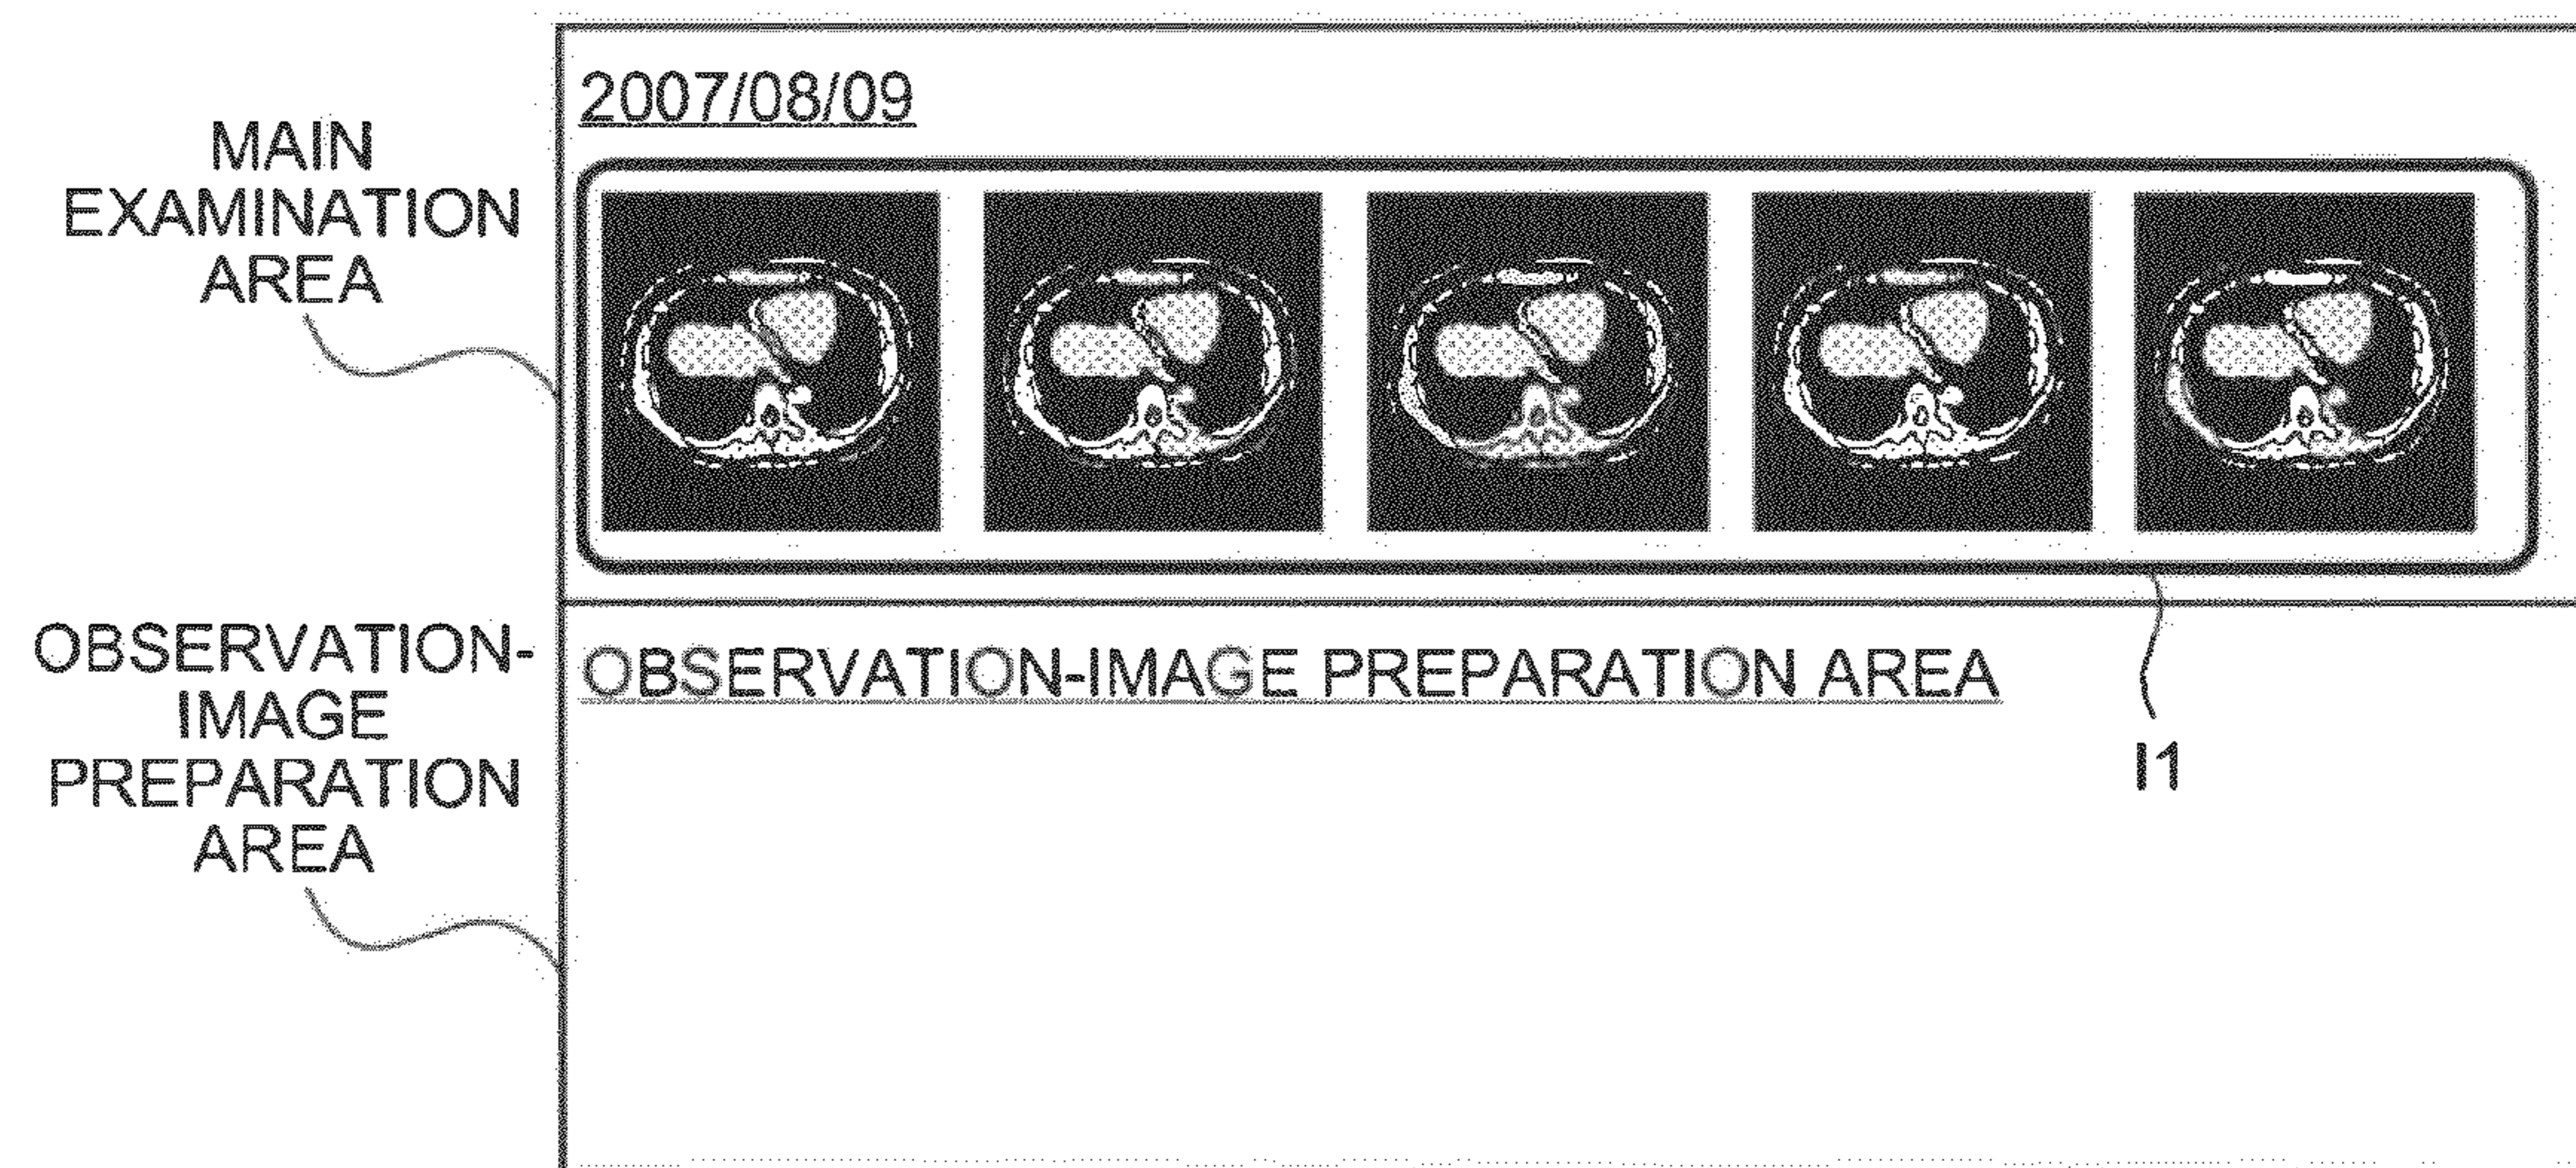 MAIN
EXAMINATION
AREA
2007/08/09
OBSERVATION-
IMAGE
PREPARATION
AREA
OBSERVATION-IMAGE PREPARATION AREA
I1